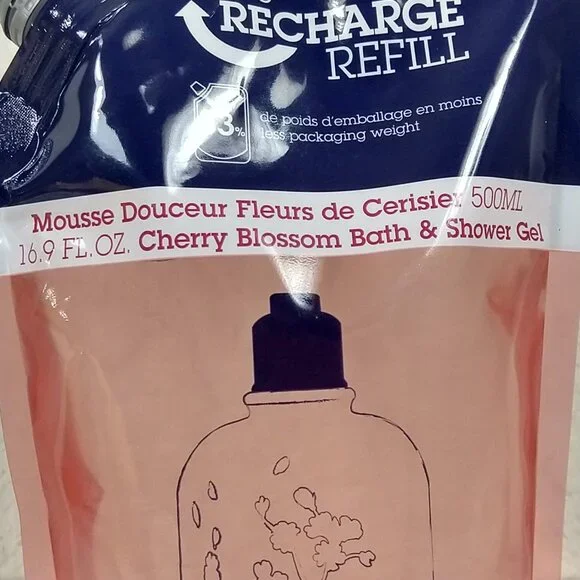 RECHARGE
REFILL
3%
de poids d'emballage en moins
less packaging weight
Mousse Douceur Fleurs de Cerisier 500ML
16.9 FL.OZ. Cherry Blossom Bath & Shower Gel